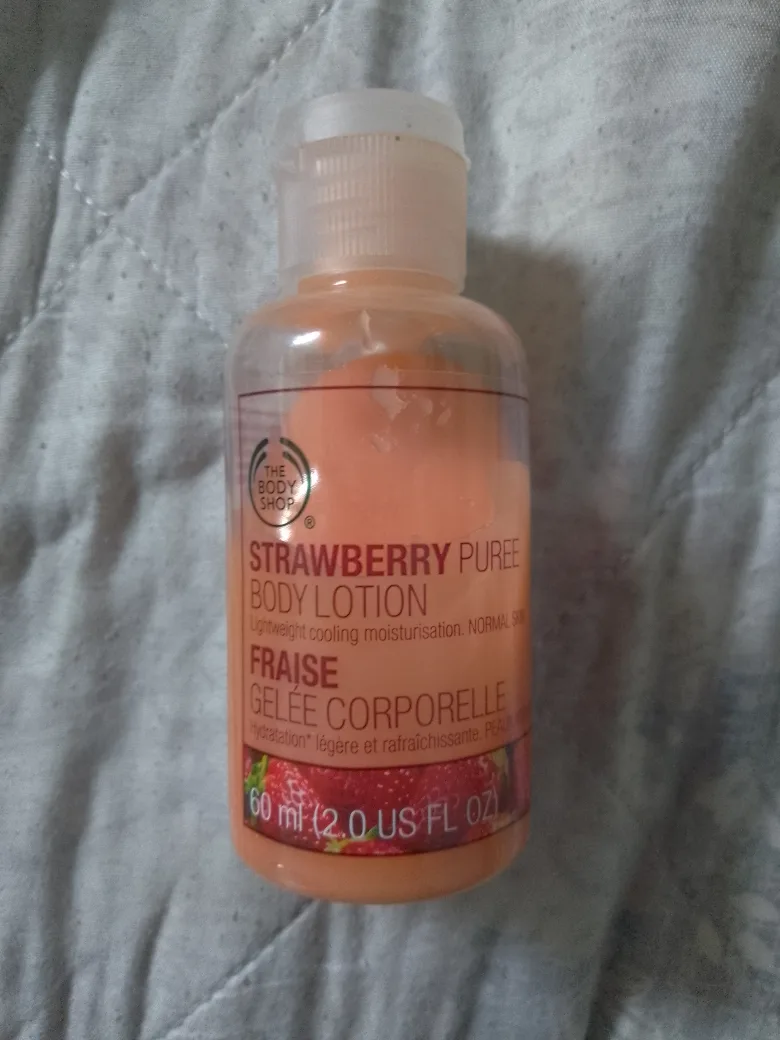 THE
BODY
SHOP
®
STRAWBERRY PUREE
BODY LOTION
Lightweight cooling moisturisation. NORMAL SKIN
FRAISE
GELÉE CORPORELLE
Hydratation* légère et rafraîchissante.
60 ml (2.0 US FL OZ)